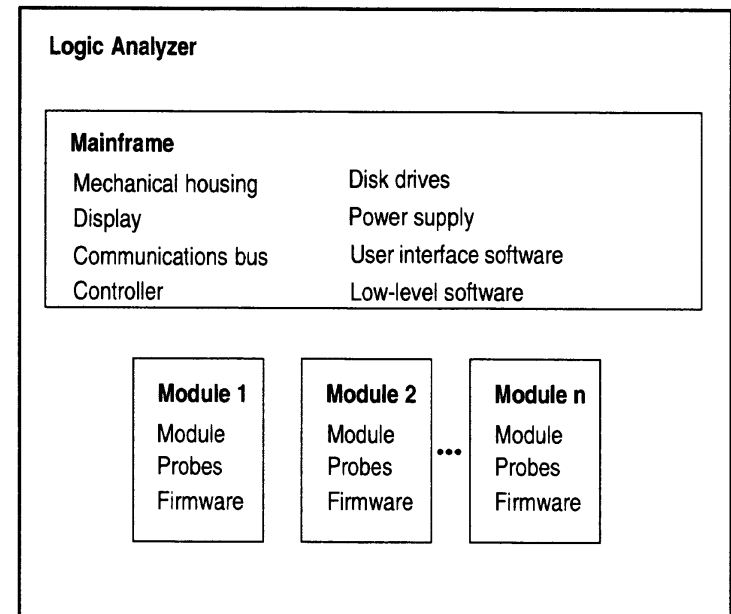 Logic Analyzer
Mainframe
Mechanical housing
Display
Communications bus
Controller
Disk drives
Power supply
User interface software
Low-level software
Module 1
Module
Probes
Firmware
Module 2
Module
Probes
Firmware
•••
Module n
Module
Probes
Firmware